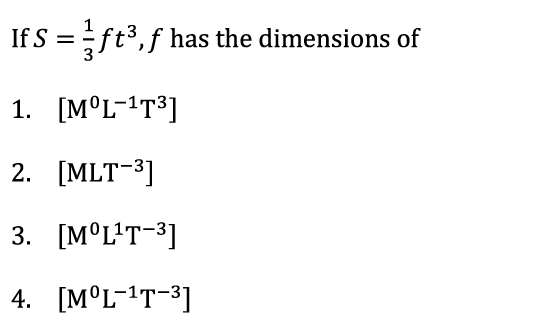 If S = 1/3 ft³, f has the dimensions of
1. [M⁰L⁻¹T³]
2. [MLT⁻³]
3. [M⁰L¹T⁻³]
4. [M⁰L⁻¹T⁻³]